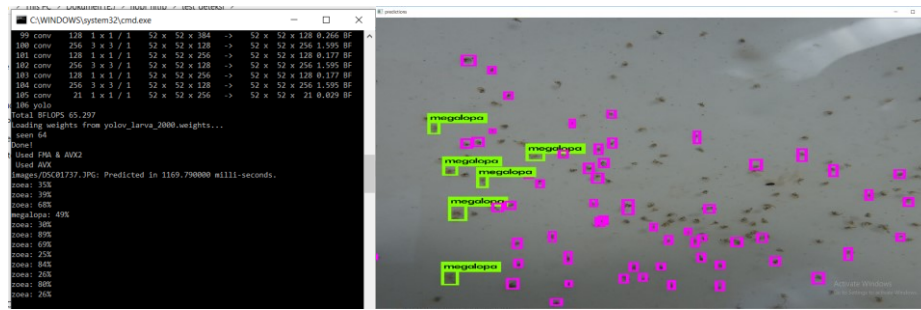 C:\WINDOWS\system32\cmd.exe
99 conv 128 1 x 1 / 1 52 x 52 x 384 -> 52 x 52 x 128 0.266 BF
100 conv 256 3 x 3 / 1 52 x 52 x 128 -> 52 x 52 x 256 1.595 BF
101 conv 128 1 x 1 / 1 52 x 52 x 256 -> 52 x 52 x 128 0.177 BF
102 conv 256 3 x 3 / 1 52 x 52 x 128 -> 52 x 52 x 256 1.595 BF
103 conv 128 1 x 1 / 1 52 x 52 x 256 -> 52 x 52 x 128 0.177 BF
104 conv 256 3 x 3 / 1 52 x 52 x 128 -> 52 x 52 x 256 1.595 BF
105 conv 21 1 x 1 / 1 52 x 52 x 256 -> 52 x 52 x 21 0.029 BF
106 yolo
Total BFLOPS 65.297
Loading weights from yolov_larva_2000.weights...
seen 64
Done!
Used FMA & AVX2
Used AVX
images/DSC01737.JPG: Predicted in 1169.790000 milli-seconds.
zoea: 35%
zoea: 39%
zoea: 68%
megalopa: 49%
zoea: 30%
zoea: 89%
zoea: 69%
zoea: 25%
zoea: 84%
zoea: 26%
zoea: 80%
zoea: 26%
predictions
megalopa
megalopa
megalopa
megalopa
megalopa
megalopa
Activate Windows